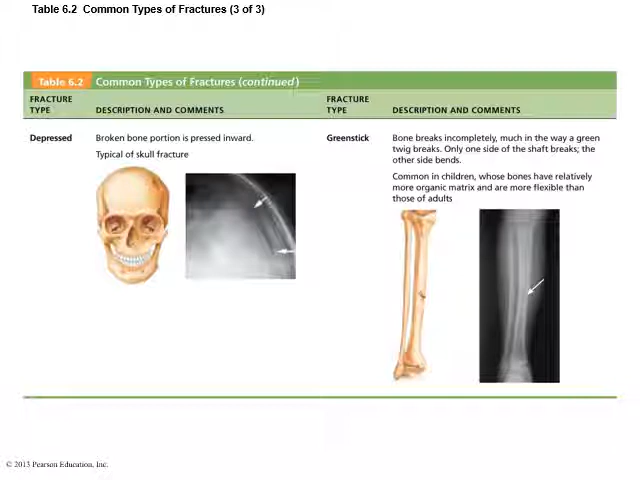 Table 6.2 Common Types of Fractures (3 of 3)
Table 6.2 Common Types of Fractures (continued)
FRACTURE
TYPE DESCRIPTION AND COMMENTS
FRACTURE
TYPE DESCRIPTION AND COMMENTS
Depressed Broken bone portion is pressed inward.
Typical of skull fracture
Greenstick Bone breaks incompletely, much in the way a green
twig breaks. Only one side of the shaft breaks; the
other side bends.
Common in children, whose bones have relatively
more organic matrix and are more flexible than
those of adults
© 2013 Pearson Education, Inc.